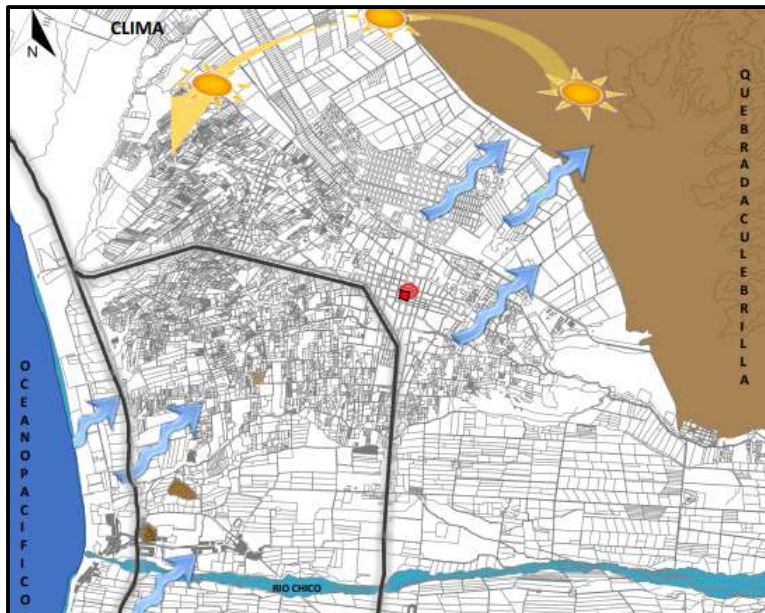 CLIMA
N
QUEBRADACULEBRILLA
OCEANOPACIFICO
RIO CHICO